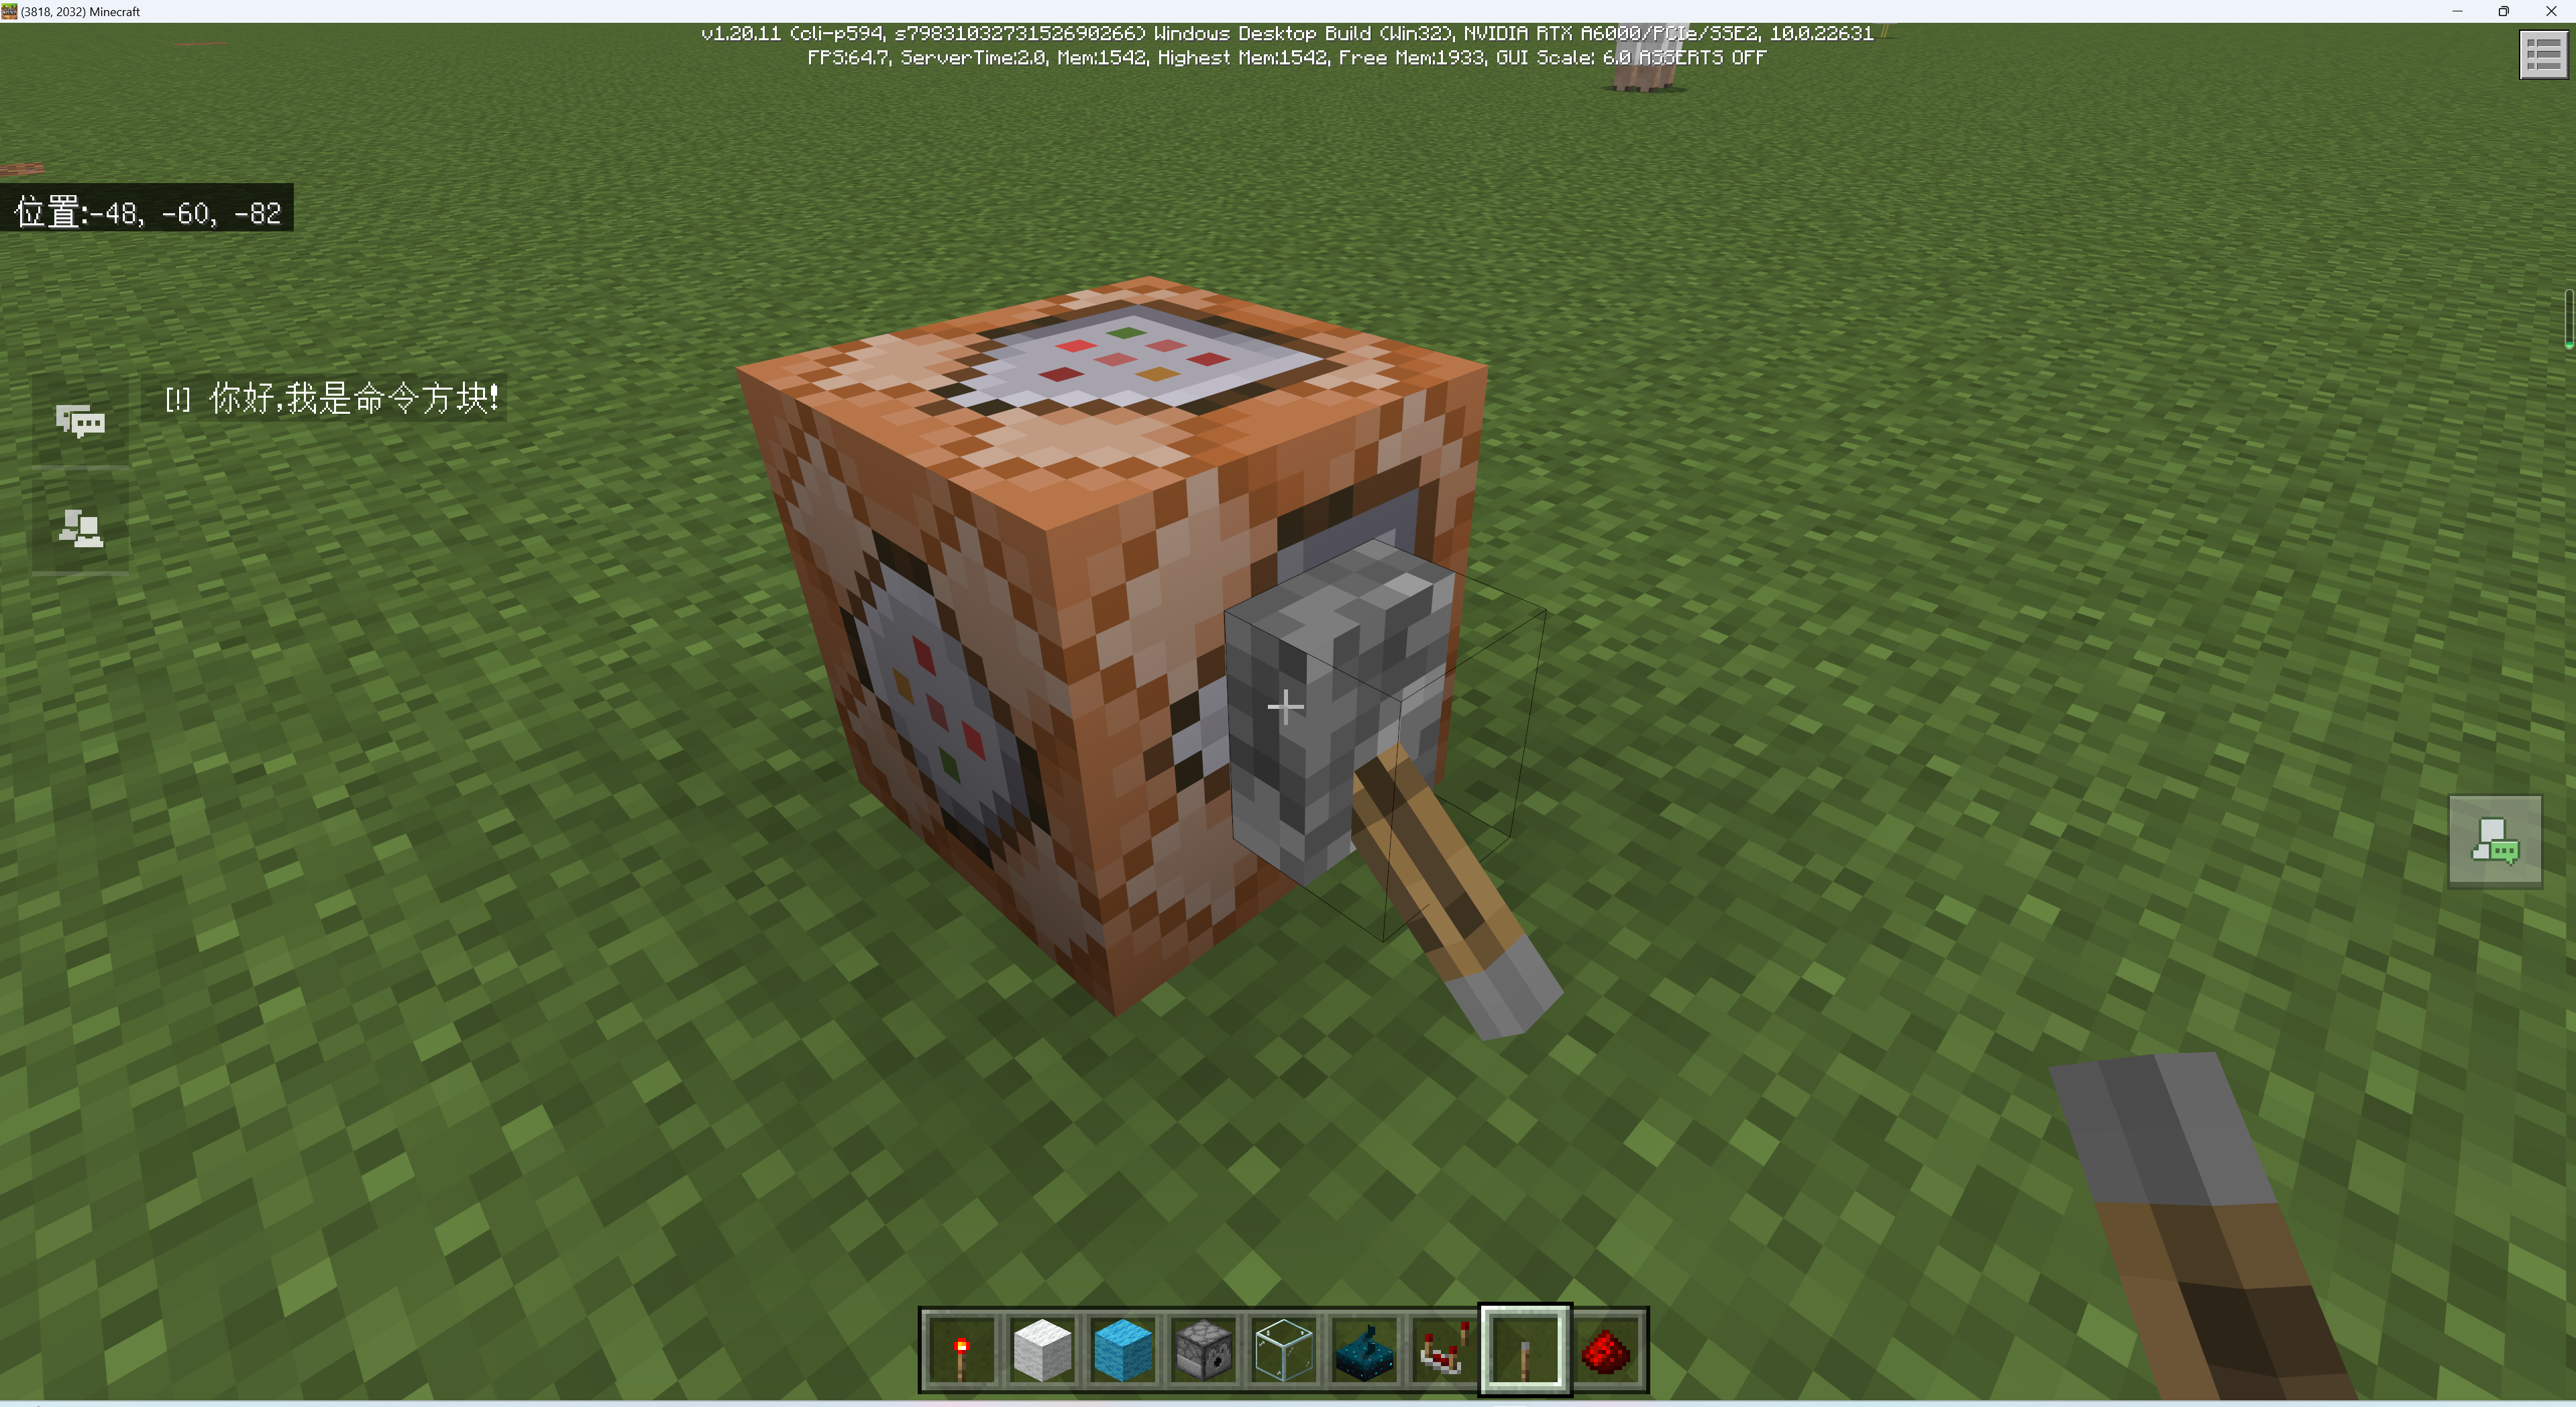 (3818, 2032) Minecraft
v1.20.11 (cli-p594, s798310327315269​0266) Windows Desktop Build (Win32), NVIDIA RTX A6000/PCIe/SSE2, 10.0.22631
FPS:64.7, ServerTime:2.0, Mem:1542, Highest Mem:1542, Free Mem:1933, GUI Scale: 6.0 ASSERTS OFF
位置:-48, -60, -82
[!] 你好,我是命令方块!